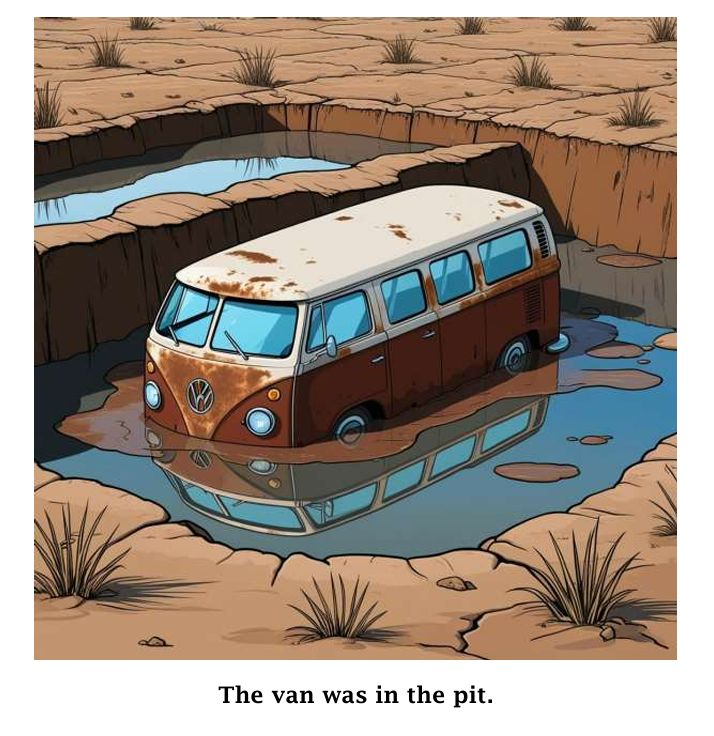 The van was in the pit.